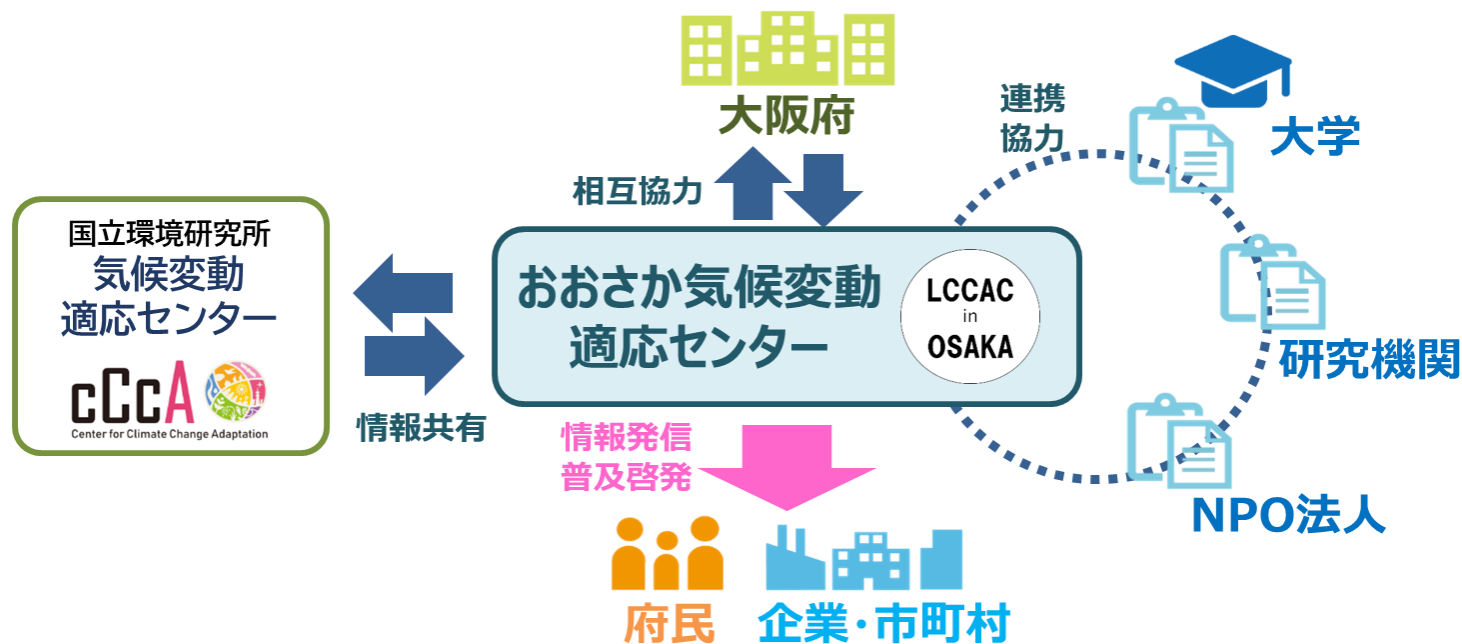 大阪府
連携
協力
大学
相互協力
国立環境研究所
気候変動
適応センター
cCcA
Center for Climate Change Adaptation
おおさか気候変動
適応センター
LCCAC
in
OSAKA
研究機関
情報共有
情報発信
普及啓発
NPO法人
府民
企業・市町村